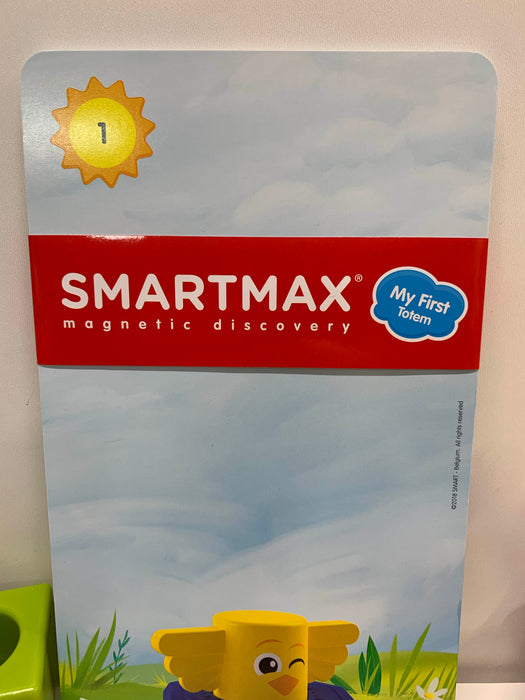 1
SMARTMAX®
magnetic discovery
My First
Totem
©2018 SMART - Belgium. All rights reserved